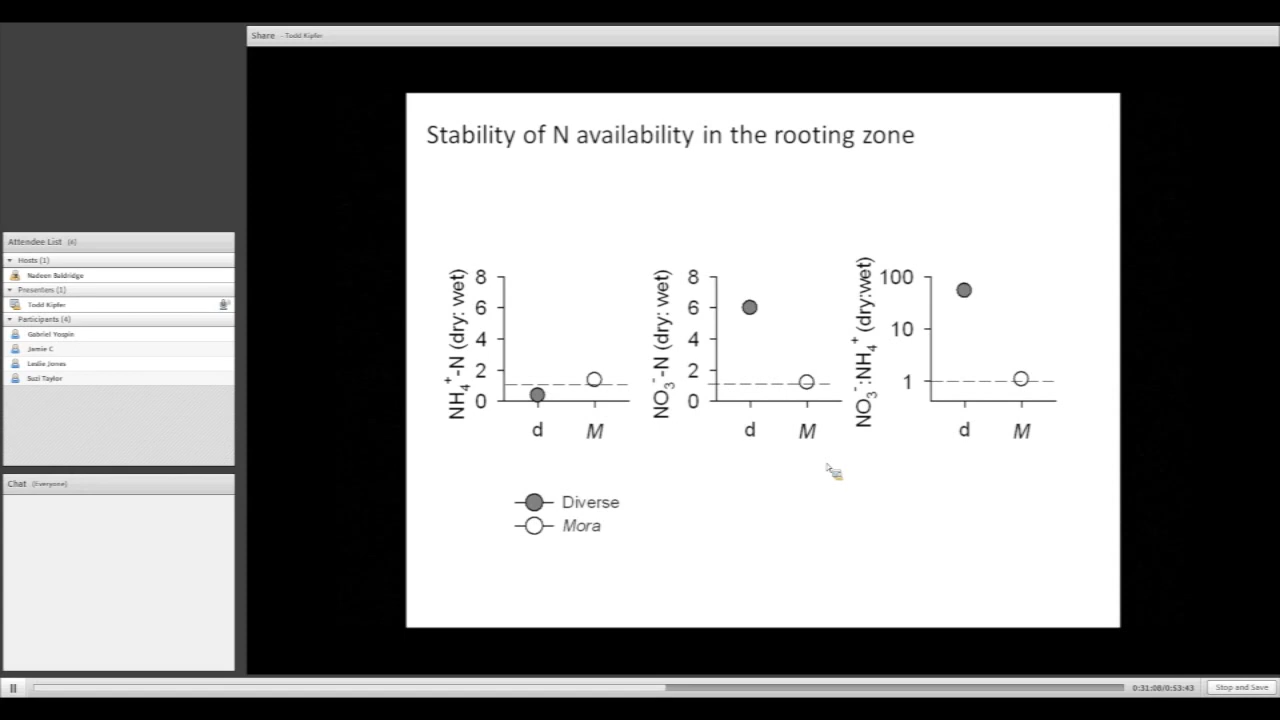 Share - Todd Kipfer
Attendee List (6)
Hosts (1)
Nadeen Baldridge
Presenters (1)
Todd Kipfer
Participants (4)
Gabriel Yospin
Jamie C
Leslie Jones
Suzi Taylor
Chat (Everyone)
Stability of N availability in the rooting zone
NH4+-N (dry: wet)
8
6
4
2
0
d M
NO3--N (dry: wet)
8
6
4
2
0
d M
NO3-:NH4+ (dry:wet)
100
10
1
d M
Diverse
Mora
0:31:08/0:53:43
Stop and Save